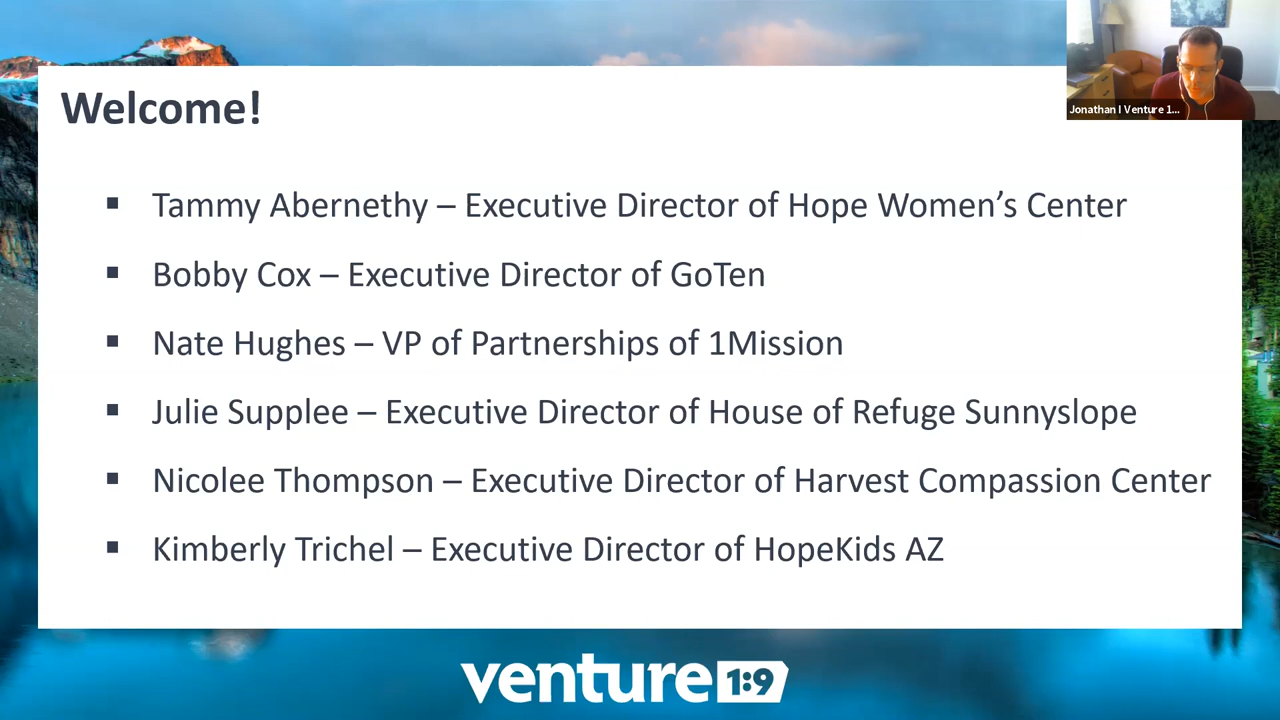 Welcome!
Jonathan I Venture 1...
▪ Tammy Abernethy – Executive Director of Hope Women’s Center
▪ Bobby Cox – Executive Director of GoTen
▪ Nate Hughes – VP of Partnerships of 1Mission
▪ Julie Supplee – Executive Director of House of Refuge Sunnyslope
▪ Nicolee Thompson – Executive Director of Harvest Compassion Center
▪ Kimberly Trichel – Executive Director of HopeKids AZ
venture 1:9